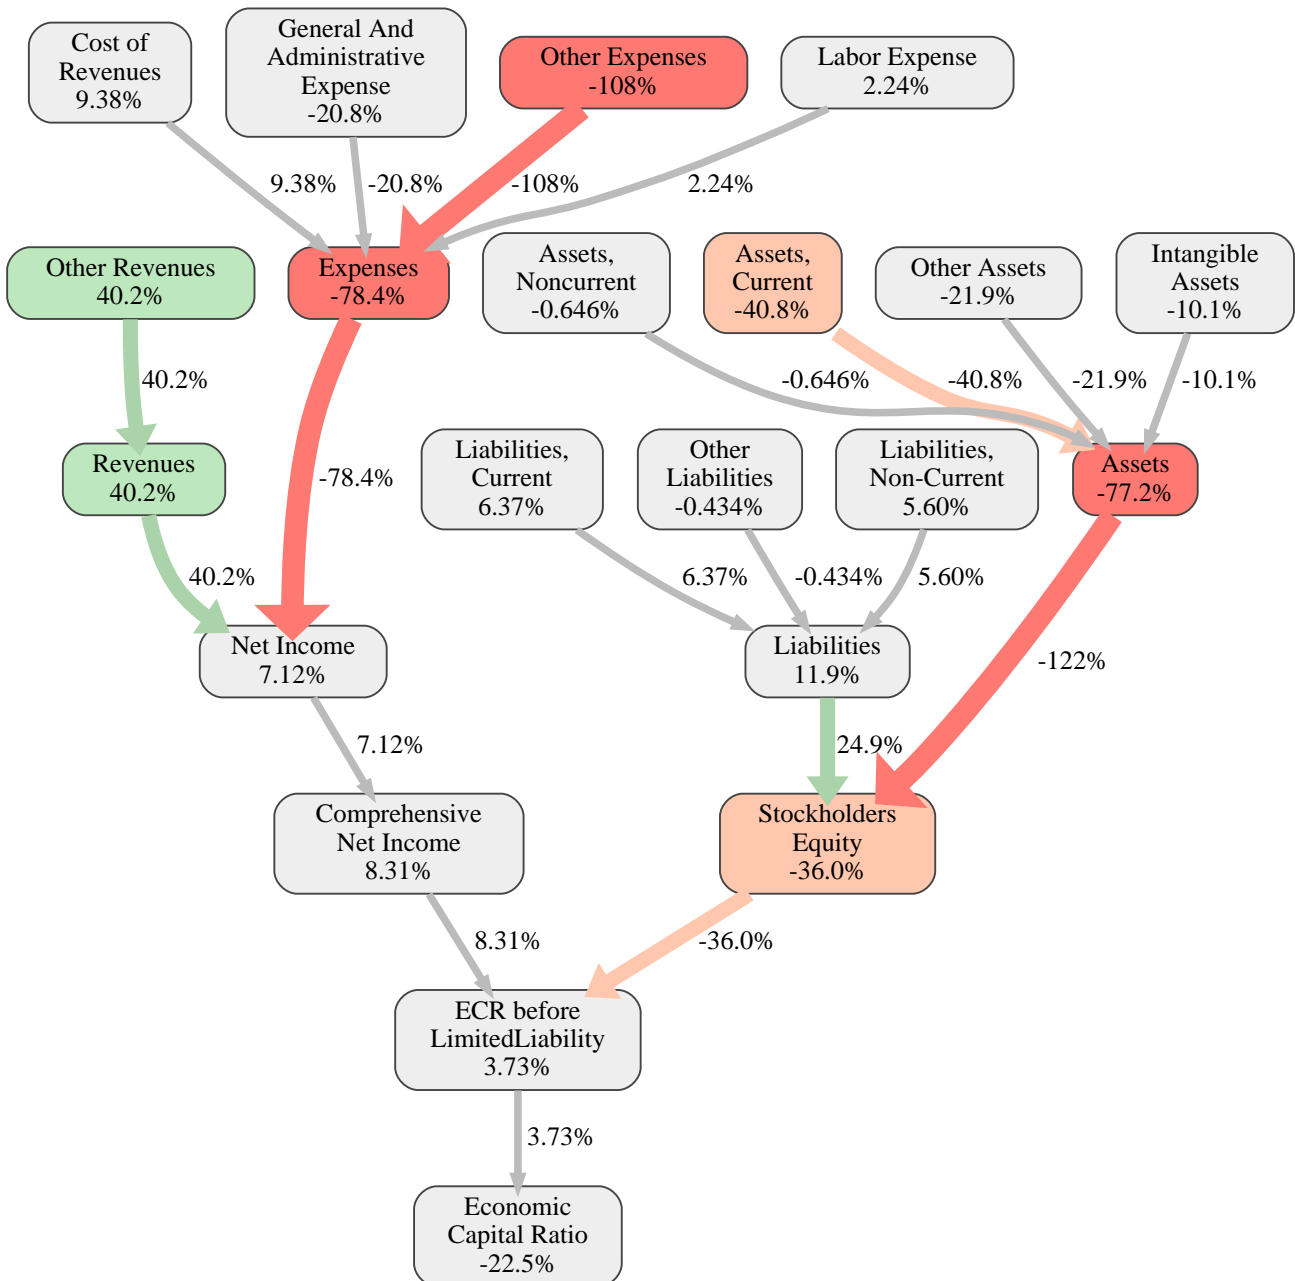 Cost of
Revenues
9.38%
General And
Administrative
Expense
-20.8%
Other Expenses
-108%
Labor Expense
2.24%
9.38%
-20.8%
-108%
2.24%
Other Revenues
40.2%
Expenses
-78.4%
Assets,
Noncurrent
-0.646%
Assets,
Current
-40.8%
Other Assets
-21.9%
Intangible
Assets
-10.1%
40.2%
-0.646%
-40.8%
-21.9%
-10.1%
Revenues
40.2%
-78.4%
Liabilities,
Current
6.37%
Other
Liabilities
-0.434%
Liabilities,
Non-Current
5.60%
Assets
-77.2%
40.2%
6.37%
-0.434%
5.60%
Net Income
7.12%
Liabilities
11.9%
-122%
7.12%
24.9%
Comprehensive
Net Income
8.31%
Stockholders
Equity
-36.0%
8.31%
-36.0%
ECR before
LimitedLiability
3.73%
3.73%
Economic
Capital Ratio
-22.5%